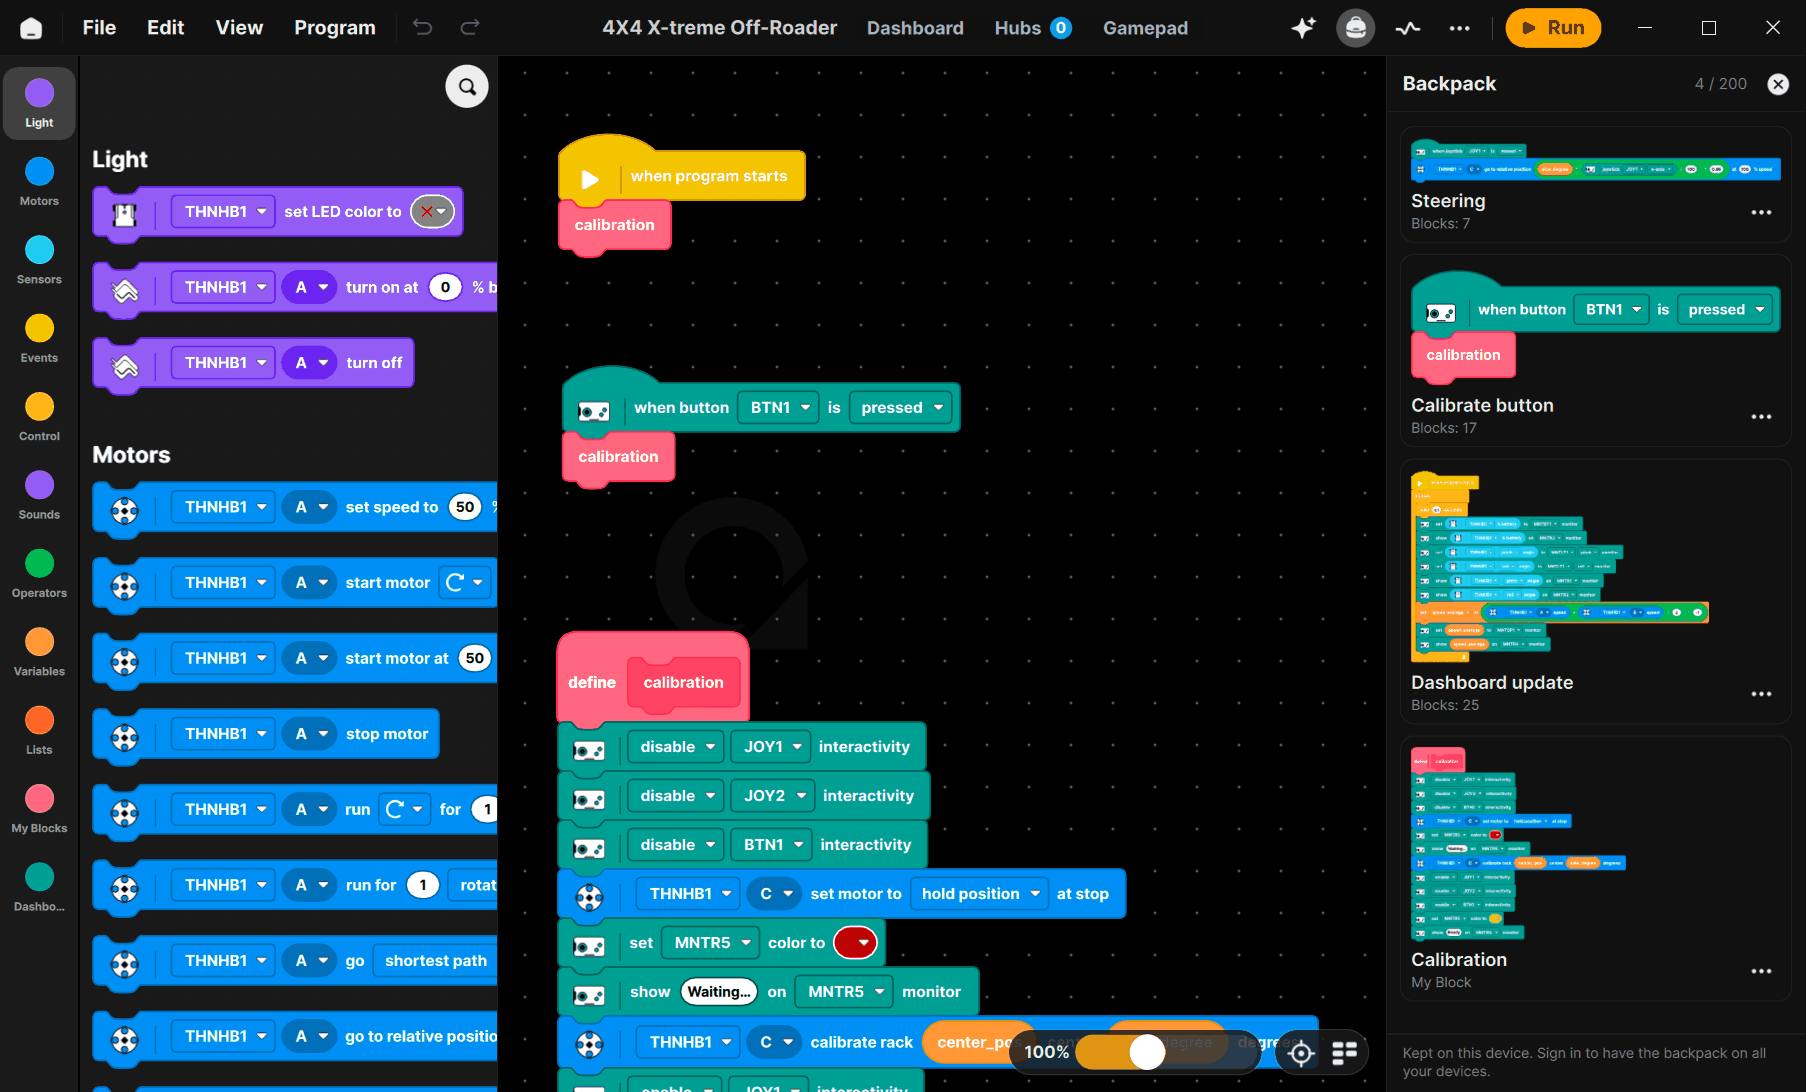 File Edit View Program 4X4 X-treme Off-Roader Dashboard Hubs 0 Gamepad Run
Light
Motors
Sensors
Events
Control
Sounds
Operators
Variables
Lists
My Blocks
Dashbo...
Light
THNHB1 set LED color to
THNHB1 A turn on at 0 % b
THNHB1 A turn off
Motors
THNHB1 A set speed to 50 %
THNHB1 A start motor
THNHB1 A start motor at 50
THNHB1 A stop motor
THNHB1 A run for 1
THNHB1 A run for 1 rotat
THNHB1 A go shortest path
THNHB1 A go to relative positio
when program starts
calibration
when button BTN1 is pressed
calibration
define calibration
disable JOY1 interactivity
disable JOY2 interactivity
disable BTN1 interactivity
THNHB1 C set motor to hold position at stop
set MNTR5 color to
show Waiting... on MNTR5 monitor
THNHB1 C calibrate rack center_pos
enable JOY1 interactivity
100%
Backpack 4 / 200
Steering
Blocks: 7
when button BTN1 is pressed
calibration
Calibrate button
Blocks: 17
Dashboard update
Blocks: 25
Calibration
My Block
Kept on this device. Sign in to have the backpack on all
your devices.